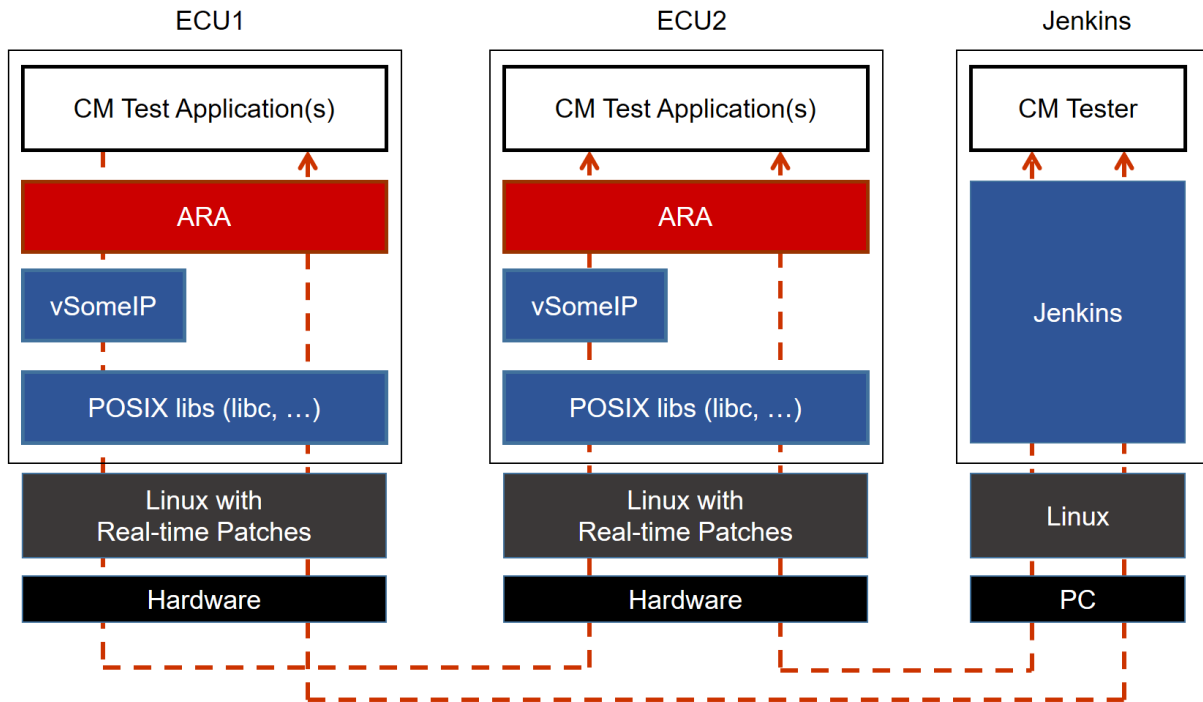 ECU1
ECU2
Jenkins
CM Test Application(s)
CM Test Application(s)
CM Tester
ARA
ARA
vSomeIP
vSomeIP
Jenkins
POSIX libs (libc, …)
POSIX libs (libc, …)
Linux with
Real-time Patches
Linux with
Real-time Patches
Linux
Hardware
Hardware
PC